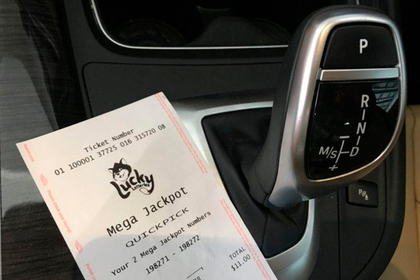 Ticket Number
01 100001 37725 016 315720 08
Lucky
Mega Jackpot
QUICKPICK
Your 2 Mega Jackpot Numbers
198271 - 198272
TOTAL
$11.00
P
R
N
M/S D
+